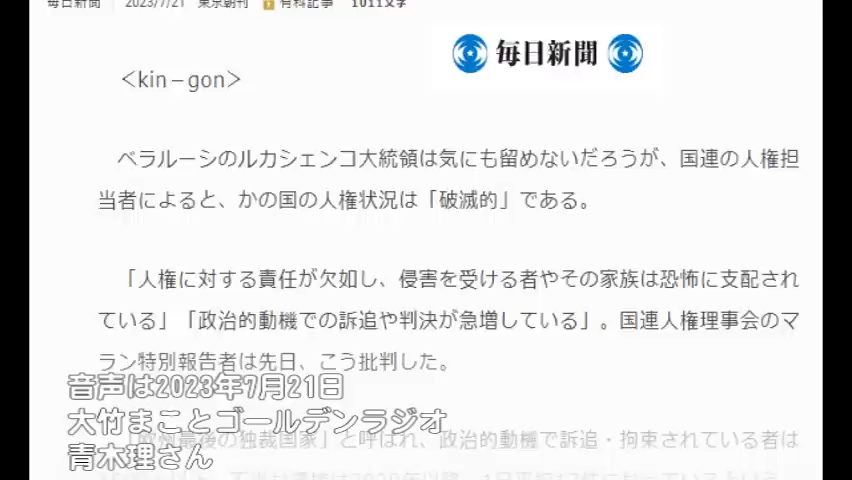 毎日新聞 2023/7/21 東京朝刊 有料記事 1011文字
毎日新聞
＜kin－gon＞
ベラルーシのルカシェンコ大統領は気にも留めないだろうが、国連の人権担
当者によると、かの国の人権状況は「破滅的」である。
「人権に対する責任が欠如し、侵害を受ける者やその家族は恐怖に支配され
ている」「政治的動機での訴追や判決が急増している」。国連人権理事会のマ
ラン特別報告者は先日、こう批判した。
音声は2023年7月21日
大竹まことゴールデンラジオ
「欧州最後の独裁国家」と呼ばれ、政治的動機で訴追・拘束されている者は
青木理さん